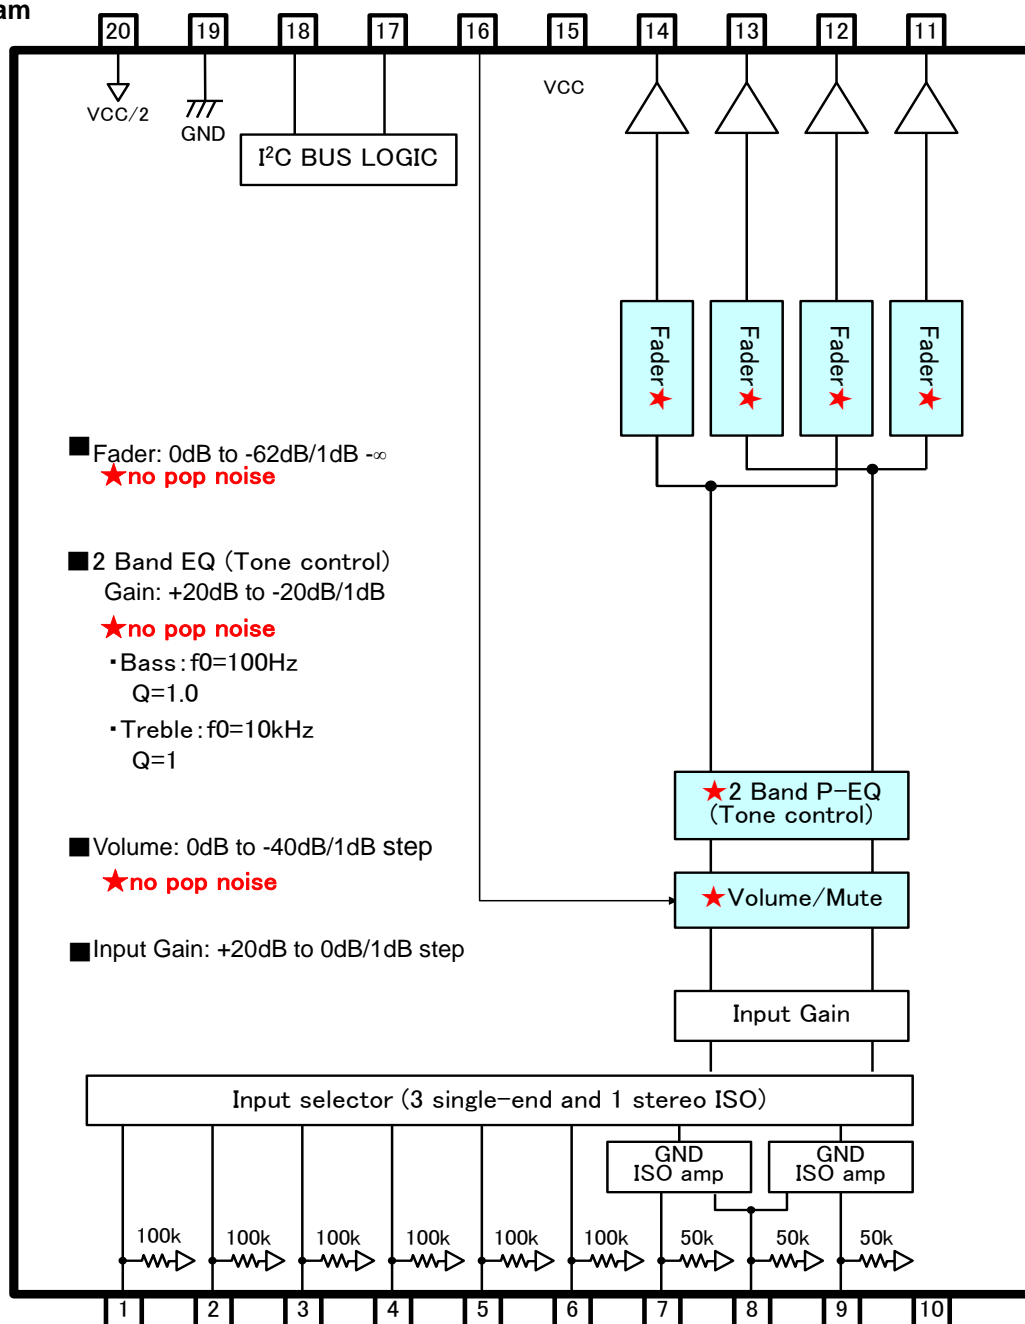 am
20 19 18 17 16 15 14 13 12 11
VCC/2
GND
VCC
I²C BUS LOGIC
Fader★ Fader★ Fader★ Fader★
■Fader: 0dB to -62dB/1dB -∞
★no pop noise
■2 Band EQ (Tone control)
Gain: +20dB to -20dB/1dB
★no pop noise
・Bass:f0=100Hz
Q=1.0
・Treble:f0=10kHz
Q=1
★2 Band P-EQ
(Tone control)
■Volume: 0dB to -40dB/1dB step
★no pop noise
★Volume/Mute
■Input Gain: +20dB to 0dB/1dB step
Input Gain
Input selector (3 single-end and 1 stereo ISO)
GND
ISO amp
GND
ISO amp
100k 100k 100k 100k 100k 100k 50k 50k 50k
1 2 3 4 5 6 7 8 9 10